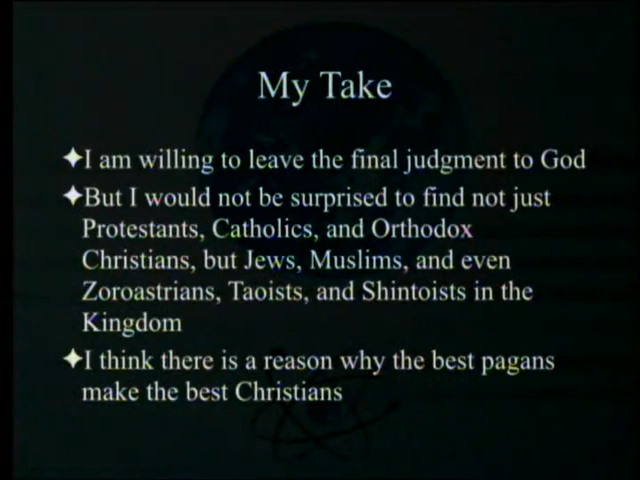 My Take
✦I am willing to leave the final judgment to God
✦But I would not be surprised to find not just
Protestants, Catholics, and Orthodox
Christians, but Jews, Muslims, and even
Zoroastrians, Taoists, and Shintoists in the
Kingdom
✦I think there is a reason why the best pagans
make the best Christians